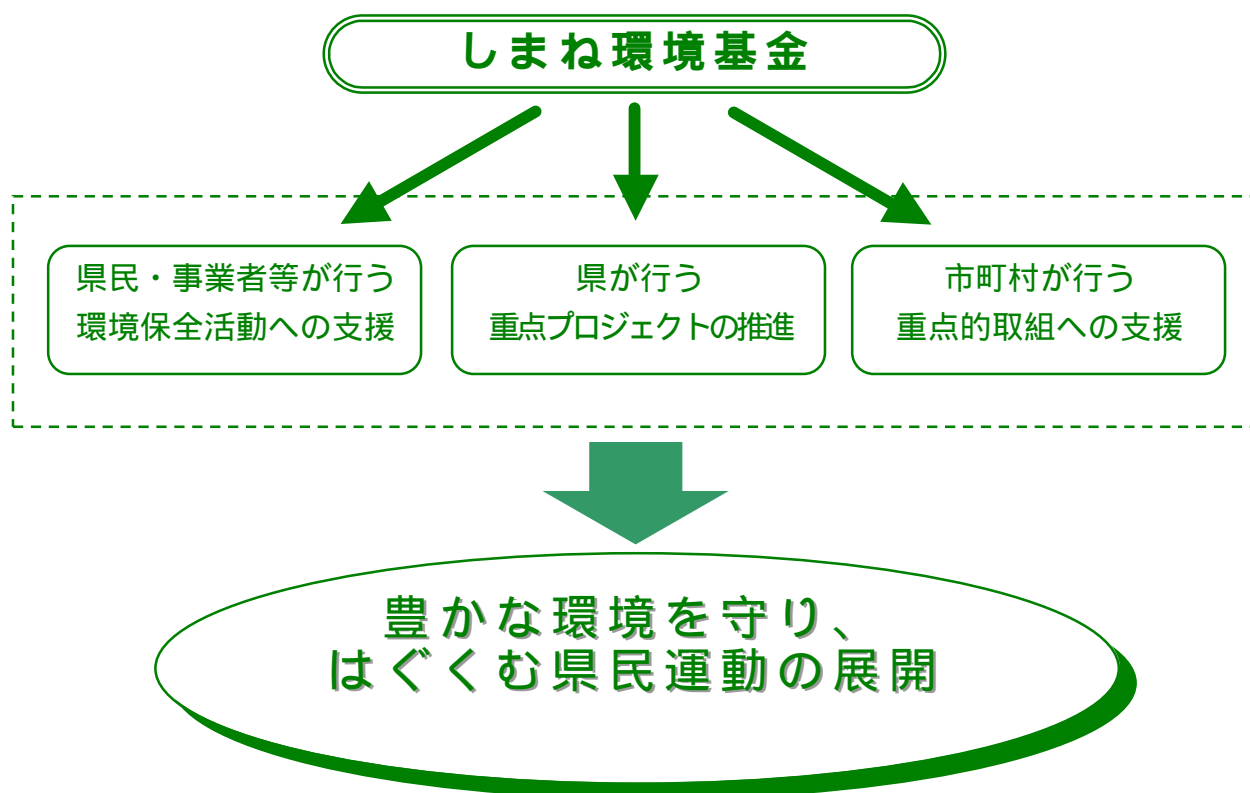 しまね環境基金
県民・事業者等が行う
環境保全活動への支援
県が行う
重点プロジェクトの推進
市町村が行う
重点的取組への支援
豊かな環境を守り、
はぐくむ県民運動の展開